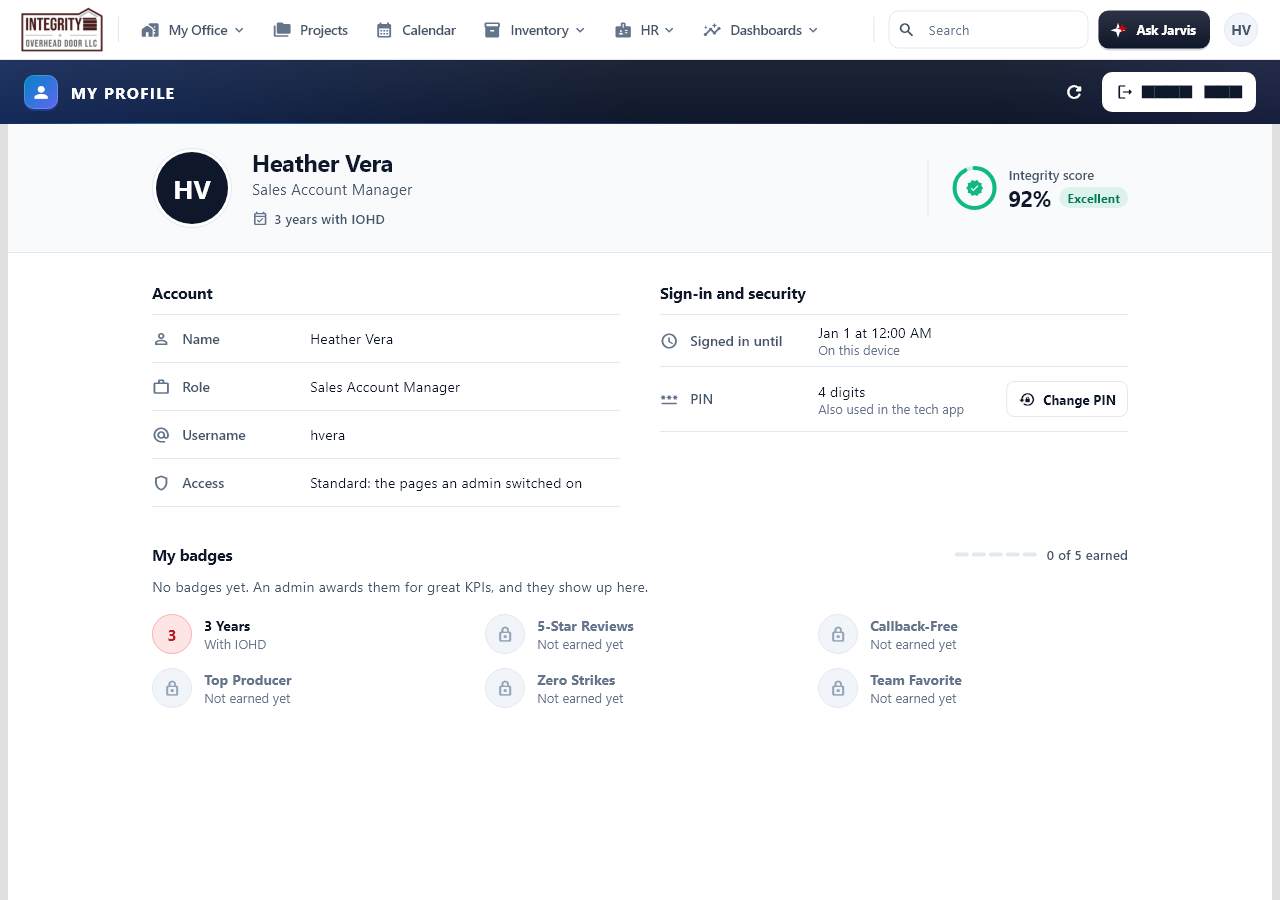 INTEGRITY
OVERHEAD DOOR LLC
My Office
Projects
Calendar
Inventory
HR
Dashboards
Search
Ask Jarvis
HV
MY PROFILE
HV
Heather Vera
Sales Account Manager
3 years with IOHD
Integrity score
92% Excellent
Account
Name Heather Vera
Role Sales Account Manager
Username hvera
Access Standard: the pages an admin switched on
Sign-in and security
Signed in until Jan 1 at 12:00 AM
On this device
PIN 4 digits
Also used in the tech app
Change PIN
My badges
0 of 5 earned
No badges yet. An admin awards them for great KPIs, and they show up here.
3
3 Years
With IOHD
5-Star Reviews
Not earned yet
Callback-Free
Not earned yet
Top Producer
Not earned yet
Zero Strikes
Not earned yet
Team Favorite
Not earned yet